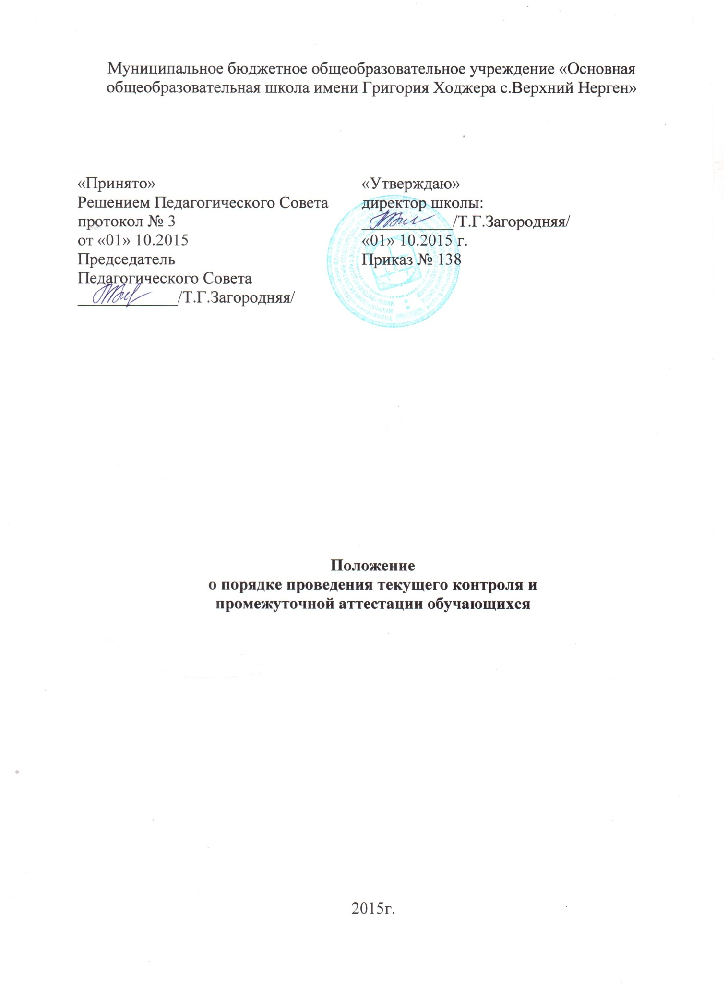 Муниципальное бюджетное общеобразовательное учреждение «Основная
общеобразовательная школа имени Григория Ходжера с.Верхний Нерген»
«Принято»
Решением Педагогического Совета
протокол № 3
от «01» 10.2015
Председатель
Педагогического Совета
____________/Т.Г.Загородняя/
«Утверждаю»
директор школы:
___________/Т.Г.Загородняя/
«01» 10.2015 г.
Приказ № 138
Положение
о порядке проведения текущего контроля и
промежуточной аттестации обучающихся
2015г.